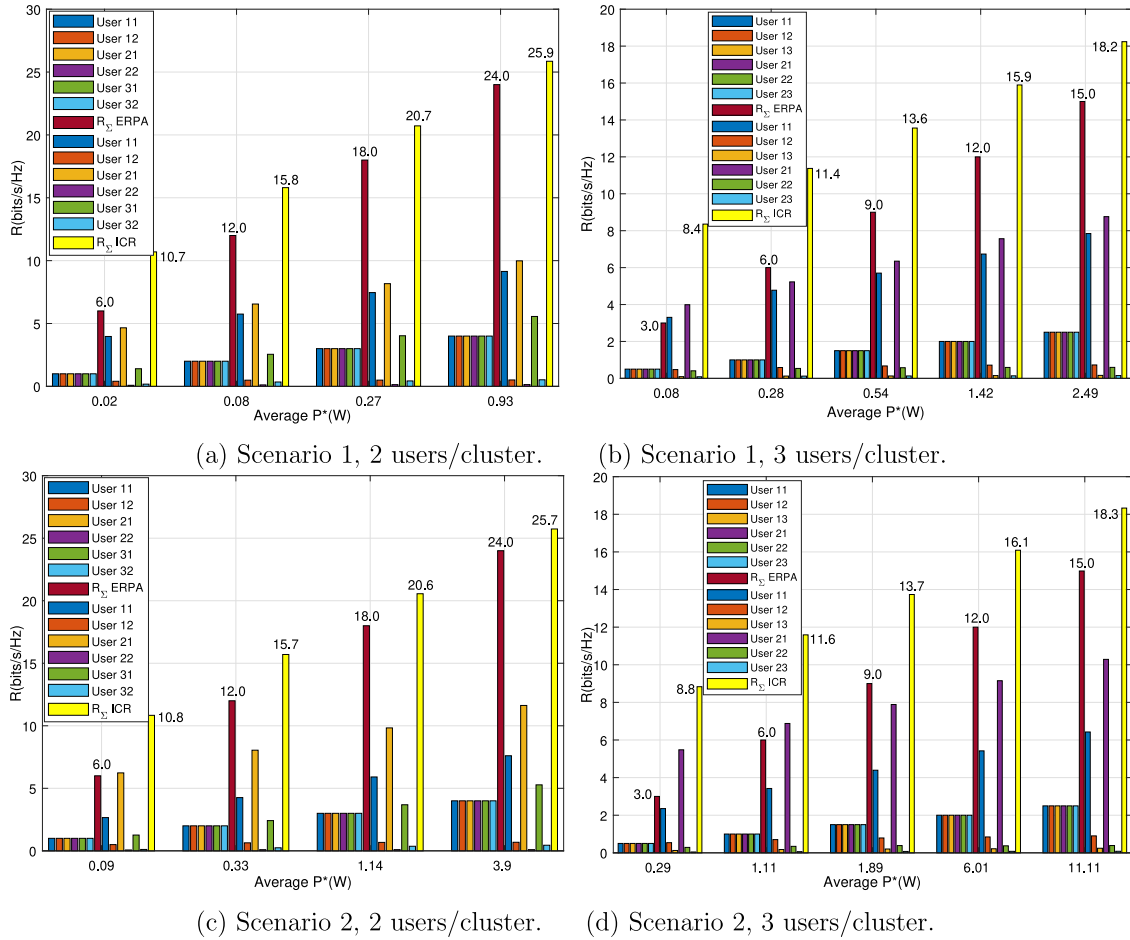 30
25
20
15
10
5
0
R(bits/s/Hz)
User 11
User 12
User 21
User 22
User 31
User 32
R_Σ ERPA
User 11
User 12
User 21
User 22
User 31
User 32
R_Σ ICR
6.0
10.7
12.0
15.8
18.0
20.7
24.0
25.9
0.02
0.08
0.27
0.93
Average P*(W)
(a) Scenario 1, 2 users/cluster.
20
18
16
14
12
10
8
6
4
2
0
R(bits/s/Hz)
User 11
User 12
User 13
User 21
User 22
User 23
R_Σ ERPA
User 11
User 12
User 13
User 21
User 22
User 23
R_Σ ICR
3.0
8.4
6.0
11.4
9.0
13.6
12.0
15.9
15.0
18.2
0.08
0.28
0.54
1.42
2.49
Average P*(W)
(b) Scenario 1, 3 users/cluster.
30
25
20
15
10
5
0
R(bits/s/Hz)
User 11
User 12
User 21
User 22
User 31
User 32
R_Σ ERPA
User 11
User 12
User 21
User 22
User 31
User 32
R_Σ ICR
6.0
10.8
12.0
15.7
18.0
20.6
24.0
25.7
0.09
0.33
1.14
3.9
Average P*(W)
(c) Scenario 2, 2 users/cluster.
20
18
16
14
12
10
8
6
4
2
0
R(bits/s/Hz)
User 11
User 12
User 13
User 21
User 22
User 23
R_Σ ERPA
User 11
User 12
User 13
User 21
User 22
User 23
R_Σ ICR
3.0
8.8
6.0
11.6
9.0
13.7
12.0
16.1
15.0
18.3
0.29
1.11
1.89
6.01
11.11
Average P*(W)
(d) Scenario 2, 3 users/cluster.